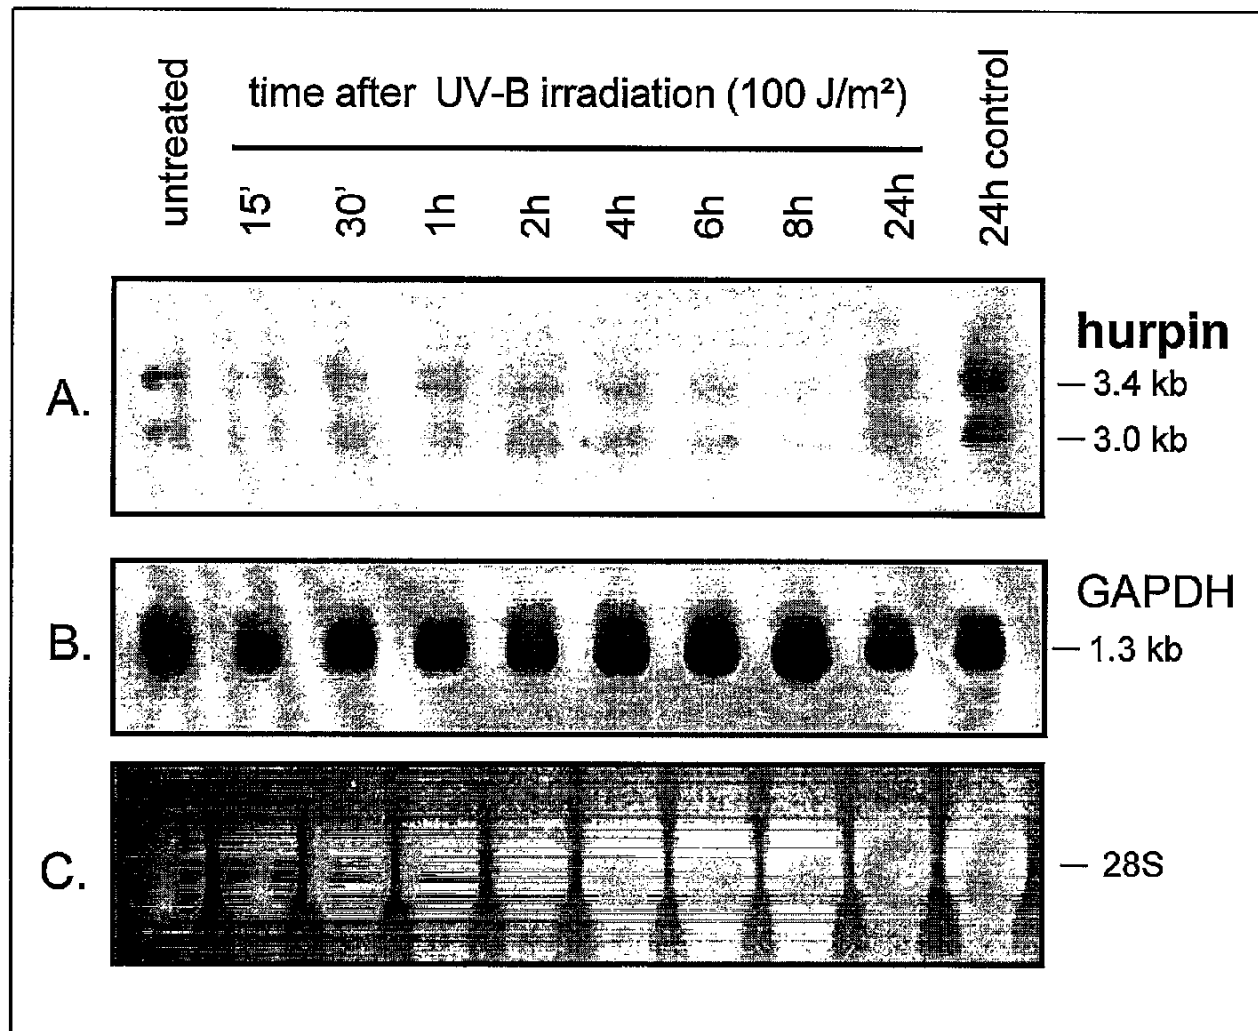 untreated
time after UV-B irradiation (100 J/m²)
15'
30'
1h
2h
4h
6h
8h
24h
24h control
A.
hurpin
3.4 kb
3.0 kb
B.
GAPDH
1.3 kb
C.
28S